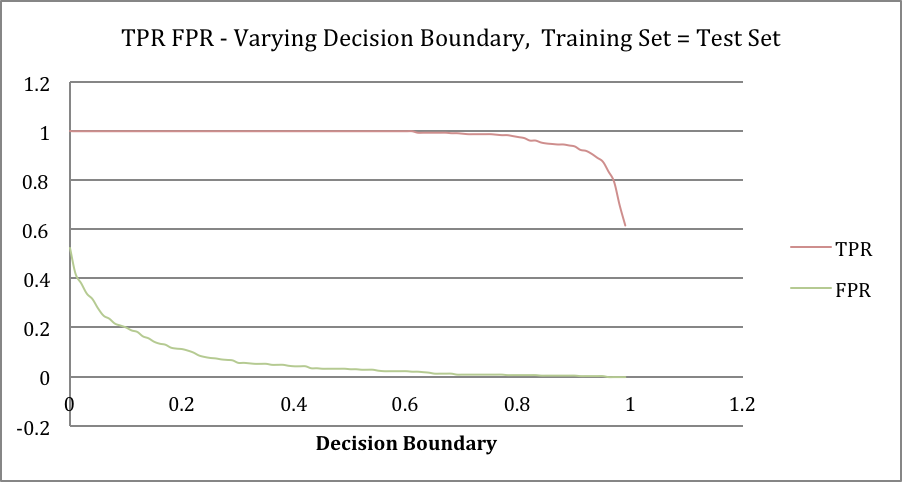 TPR FPR - Varying Decision Boundary,  Training Set = Test Set
1.2
1
0.8
0.6
0.4
0.2
0
-0.2
0 0.2 0.4 0.6 0.8 1 1.2
Decision Boundary
TPR
FPR